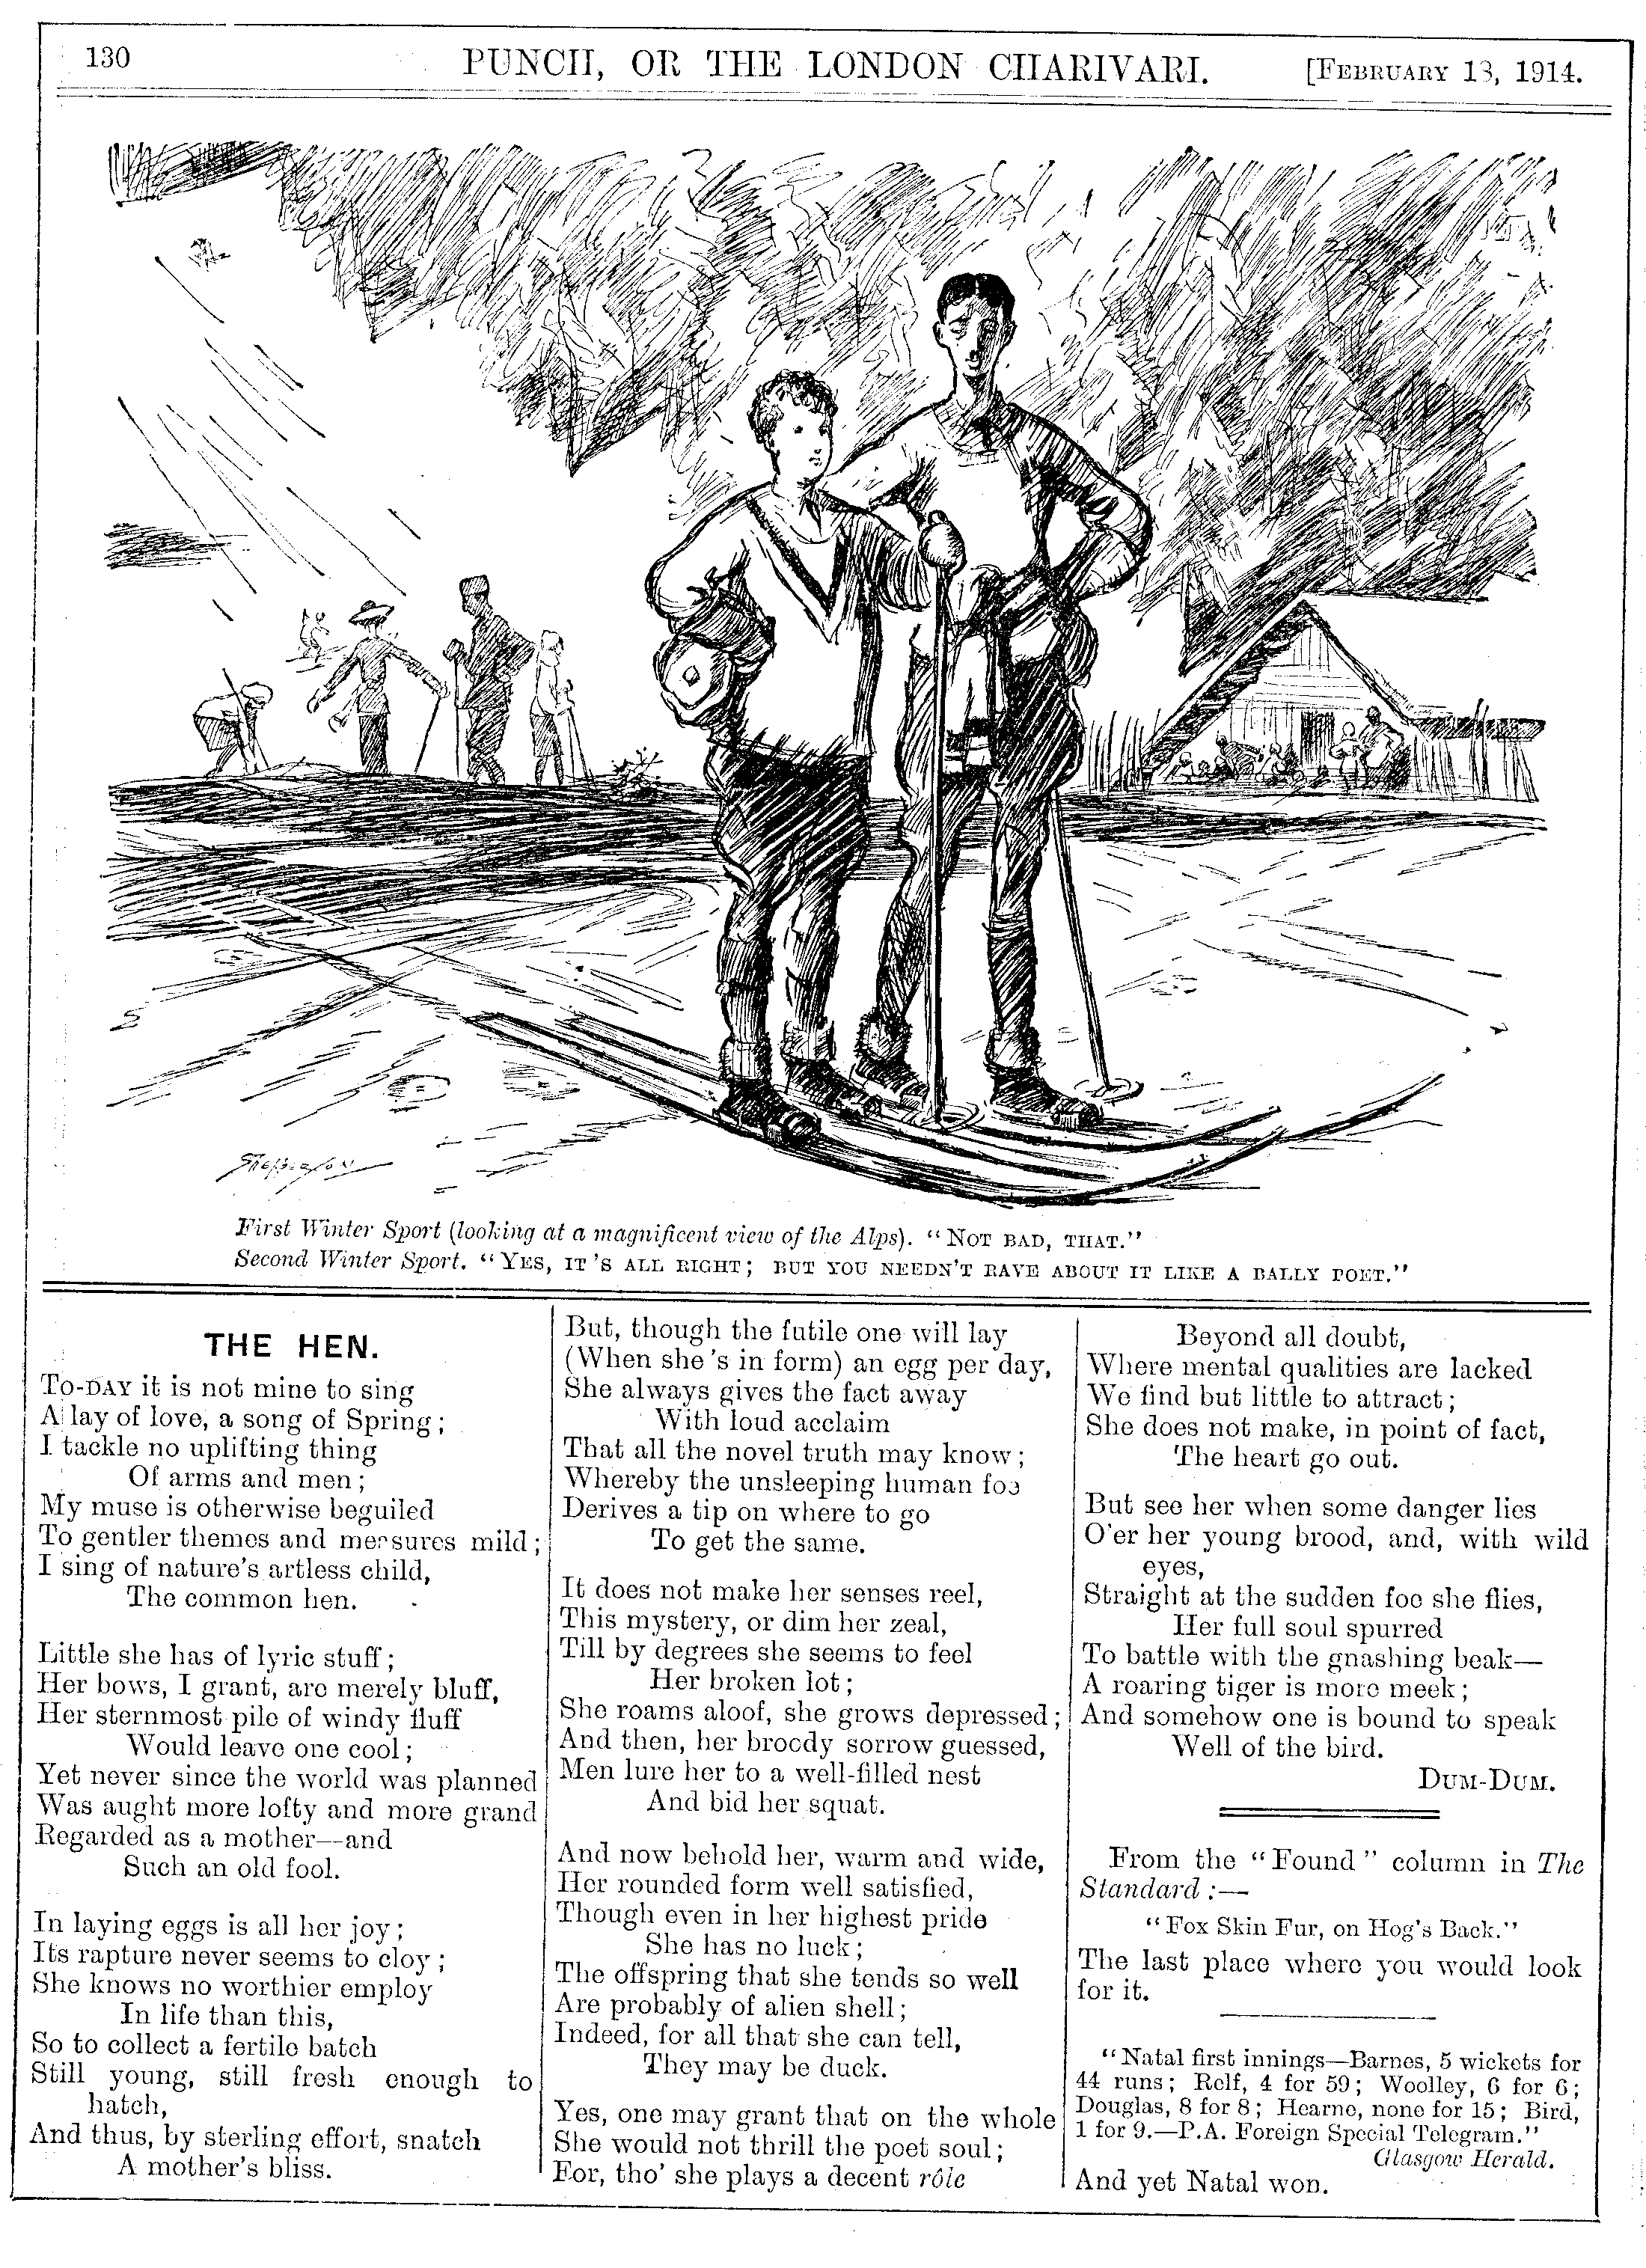 130
PUNCH, OR THE LONDON CHARIVARI.
[FEBRUARY 13, 1914.
First Winter Sport (looking at a magnificent view of the Alps). "NOT BAD, THAT."
Second Winter Sport. "YES, IT'S ALL RIGHT; BUT YOU NEEDN'T RAVE ABOUT IT LIKE A BALLY POET."
THE HEN.
TO-DAY it is not mine to sing
A lay of love, a song of Spring;
I tackle no uplifting thing
Of arms and men;
My muse is otherwise beguiled
To gentler themes and measures mild;
I sing of nature's artless child,
The common hen.
Little she has of lyric stuff;
Her bows, I grant, are merely bluff,
Her sternmost pile of windy fluff
Would leave one cool;
Yet never since the world was planned
Was aught more lofty and more grand
Regarded as a mother—and
Such an old fool.
In laying eggs is all her joy;
Its rapture never seems to cloy;
She knows no worthier employ
In life than this,
So to collect a fertile batch
Still young, still fresh enough to
hatch,
And thus, by sterling effort, snatch
A mother's bliss.
But, though the futile one will lay
(When she's in form) an egg per day,
She always gives the fact away
With loud acclaim
That all the novel truth may know;
Whereby the unsleeping human foe
Derives a tip on where to go
To get the same.
It does not make her senses reel,
This mystery, or dim her zeal,
Till by degrees she seems to feel
Her broken lot;
She roams aloof, she grows depressed;
And then, her broody sorrow guessed,
Men lure her to a well-filled nest
And bid her squat.
And now behold her, warm and wide,
Her rounded form well satisfied,
Though even in her highest pride
She has no luck;
The offspring that she tends so well
Are probably of alien shell;
Indeed, for all that she can tell,
They may be duck.
Yes, one may grant that on the whole
She would not thrill the poet soul;
For, tho' she plays a decent rôle
Beyond all doubt,
Where mental qualities are lacked
We find but little to attract;
She does not make, in point of fact,
The heart go out.
But see her when some danger lies
O'er her young brood, and, with wild
eyes,
Straight at the sudden foe she flies,
Her full soul spurred
To battle with the gnashing beak—
A roaring tiger is more meek;
And somehow one is bound to speak
Well of the bird.
DUM-DUM.
From the "Found" column in The
Standard:—
"Fox Skin Fur, on Hog's Back."
The last place where you would look
for it.
"Natal first innings—Barnes, 5 wickets for
44 runs; Relf, 4 for 59; Woolley, 6 for 6;
Douglas, 8 for 8; Hearne, none for 15; Bird,
1 for 9.—P.A. Foreign Special Telegram."
Glasgow Herald.
And yet Natal won.